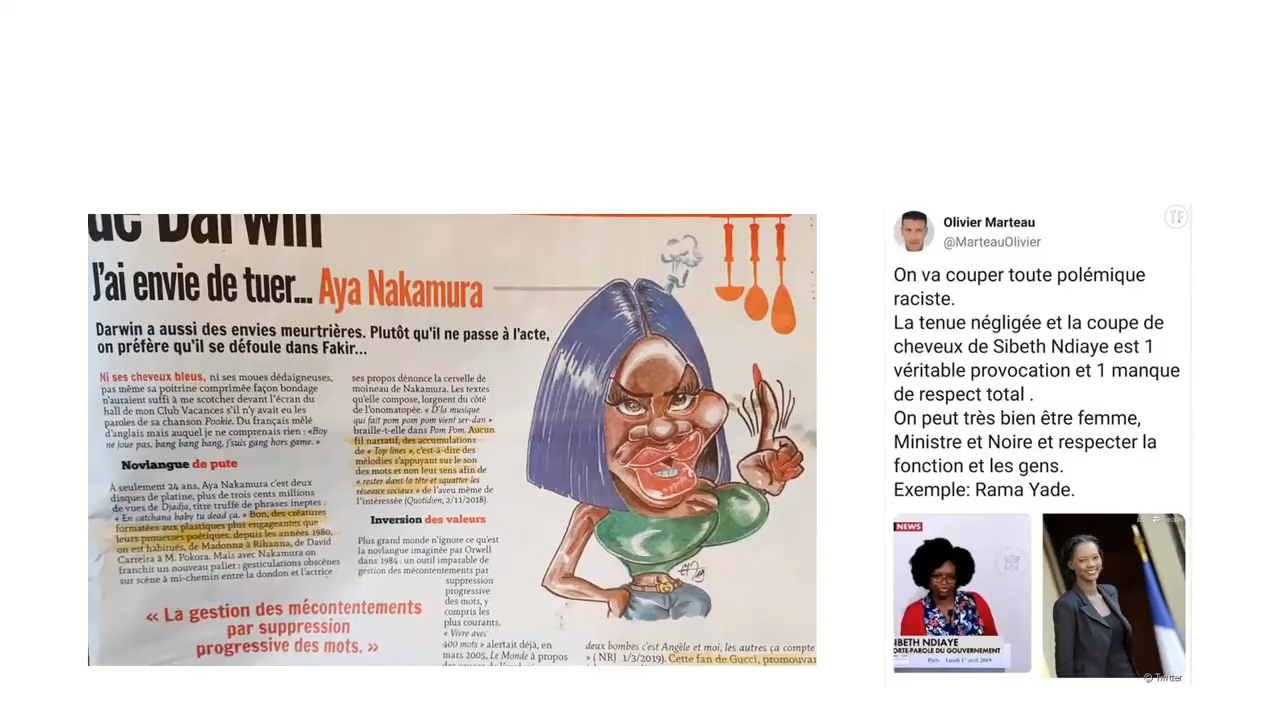 de Darwin
J'ai envie de tuer... Aya Nakamura
Darwin a aussi des envies meurtrières. Plutôt qu'il ne passe à l'acte,
on préfère qu'il se défoule dans Fakir...
Ni ses cheveux bleus, ni ses moues dédaigneuses,
pas même sa poitrine comprimée façon bondage
n'auraient suffi à me scotcher devant l'écran du
hall de mon Club Vacances s'il n'y avait eu les
paroles de sa chanson Pookie. Du français mêlé
d'anglais mais auquel je ne comprenais rien : «Boy
ne joue pas, bang bang bang, j'suis gang hors game. »
Novlangue de pute
À seulement 24 ans, Aya Nakamura c'est deux
disques de platine, plus de trois cents millions
de vues de Djadja, titre truffé de phrases ineptes :
« En catchana baby tu dead ça. » Bon, des créatures
formatées aux plastiques plus engageantes que
leurs prouesses poétiques, depuis les années 1980,
on est habitués, de Madonna à Rihanna, de David
Carreira à M. Pokora. Mais avec Nakamura on
franchit un nouveau palier : gesticulations obscènes
sur scène à mi-chemin entre la dondon et l'actrice
« La gestion des mécontentements
par suppression
progressive des mots. »
ses propos dénonce la cervelle de
moineau de Nakamura. Les textes
qu'elle compose, lorgnent du côté
de l'onomatopée. « D'la musique
qui fait pom pom pom vient ser-dan »
braille-t-elle dans Pom Pom. Aucun
fil narratif, des accumulations
de « Top lines », c'est-à-dire des
mélodies s'appuyant sur le son
des mots et non leur sens afin de
« rester dans la tête et squatter les
réseaux sociaux » de l'aveu même de
l'intéressée (Quotidien, 2/11/2018).
Inversion des valeurs
Plus grand monde n'ignore ce qu'est
la novlangue imaginée par Orwell
dans 1984 : un outil imparable de
gestion des mécontentements par
suppression
progressive
des mots, y
compris les
plus courants.
« Vivre avec
400 mots » alertait déjà, en
mars 2005, Le Monde à propos
deux bombes c'est Angèle et moi, les autres ça compte
» ( NRJ 1/3/2019). Cette fan de Gucci, promouvan
Olivier Marteau
@MarteauOlivier
TF
On va couper toute polémique
raciste.
La tenue négligée et la coupe de
cheveux de Sibeth Ndiaye est 1
véritable provocation et 1 manque
de respect total .
On peut très bien être femme,
Ministre et Noire et respecter la
fonction et les gens.
Exemple: Rama Yade.
NEWS
SIBETH NDIAYE
ORTE-PAROLE DU GOUVERNEMENT
Paris - Lundi 1er avril 2019
© Twitter